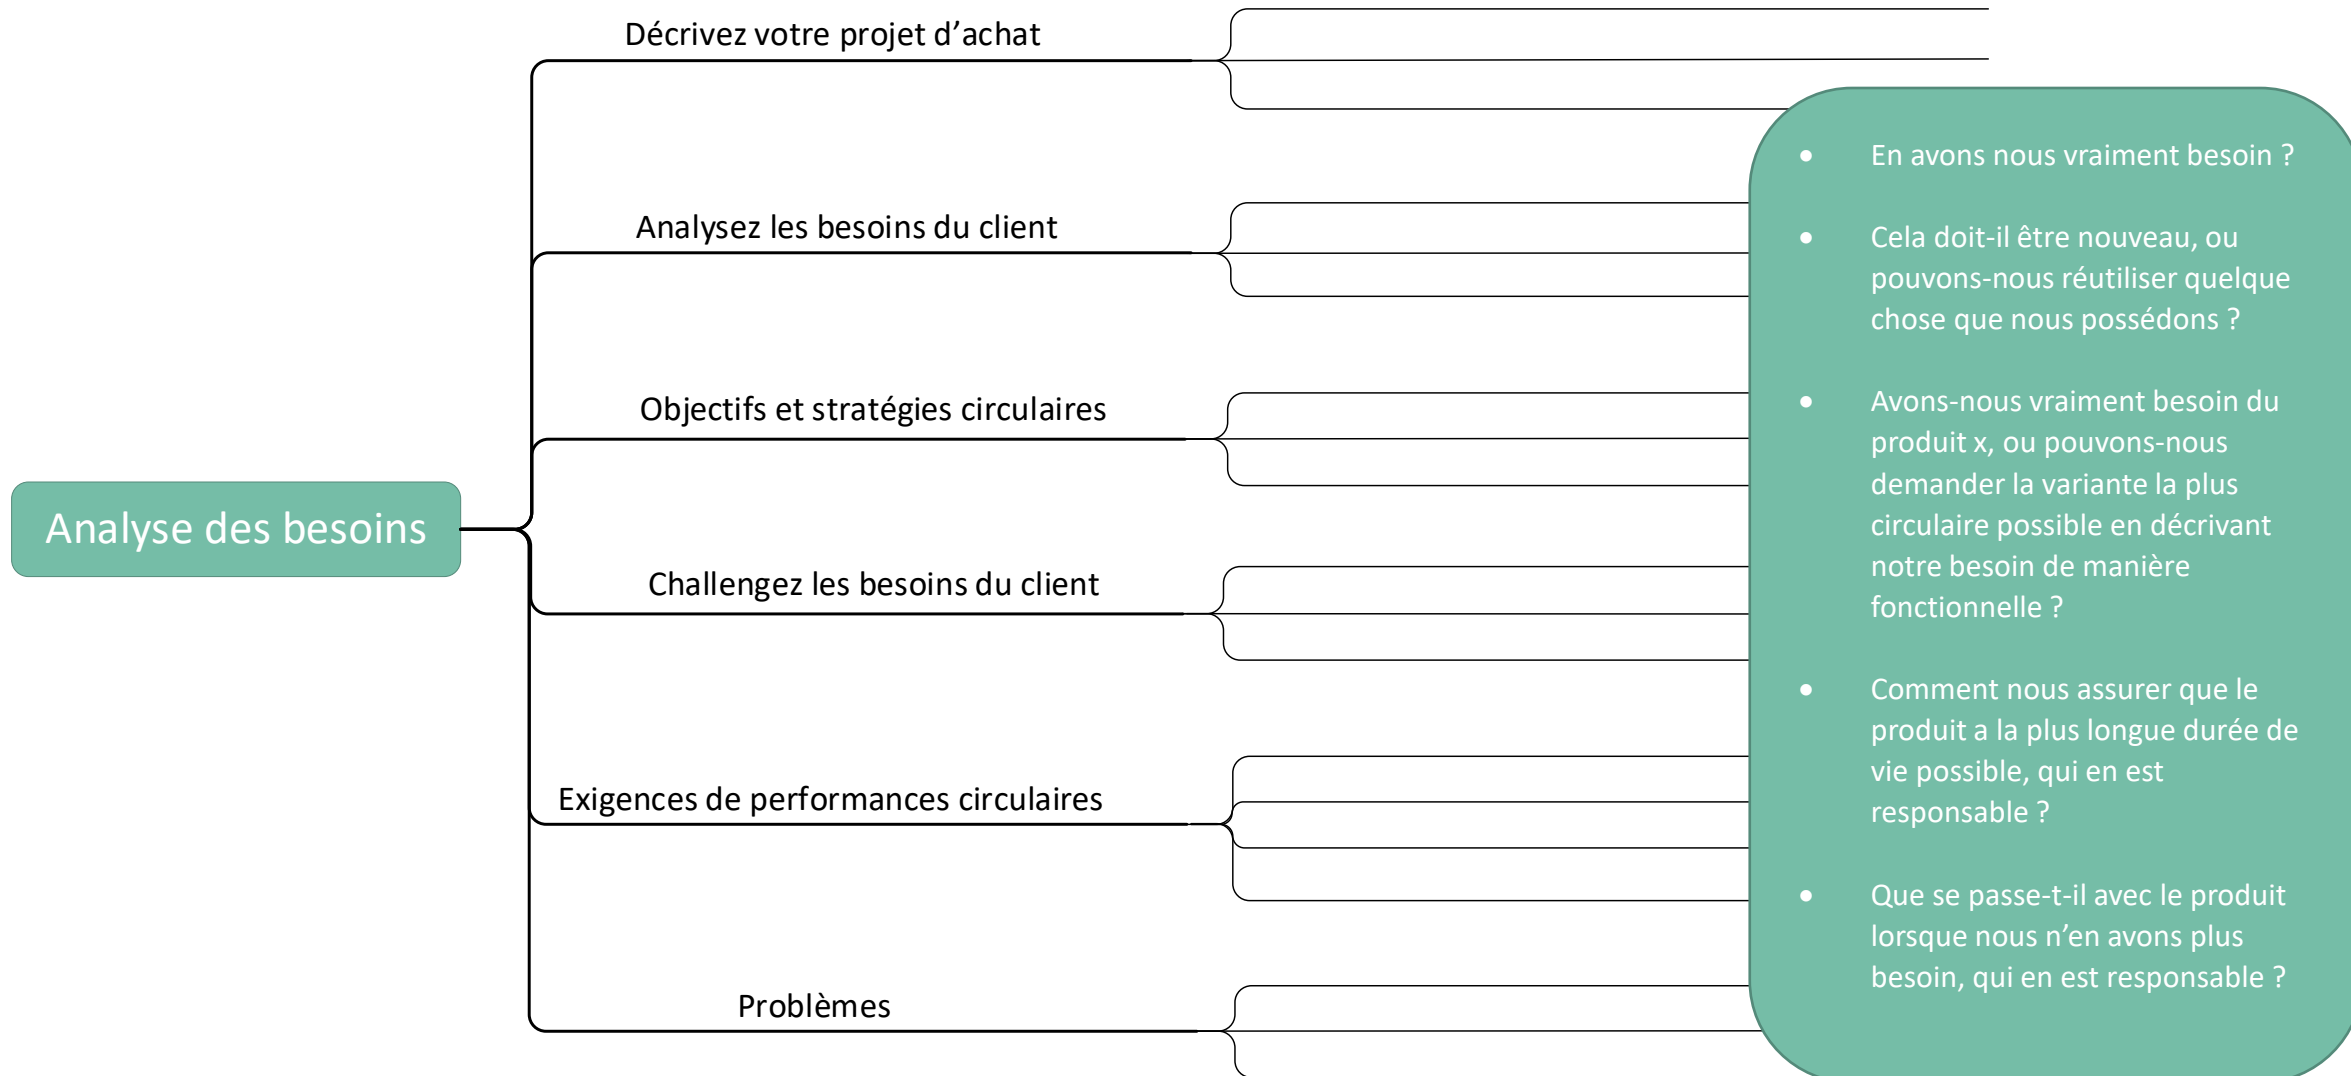 Décrivez votre projet d’achat
Analysez les besoins du client
Objectifs et stratégies circulaires
Analyse des besoins
Challengez les besoins du client
Exigences de performances circulaires
Problèmes
• En avons nous vraiment besoin ?
• Cela doit-il être nouveau, ou
pouvons-nous réutiliser quelque
chose que nous possédons ?
• Avons-nous vraiment besoin du
produit x, ou pouvons-nous
demander la variante la plus
circulaire possible en décrivant
notre besoin de manière
fonctionnelle ?
• Comment nous assurer que le
produit a la plus longue durée de
vie possible, qui en est
responsable ?
• Que se passe-t-il avec le produit
lorsque nous n’en avons plus
besoin, qui en est responsable ?